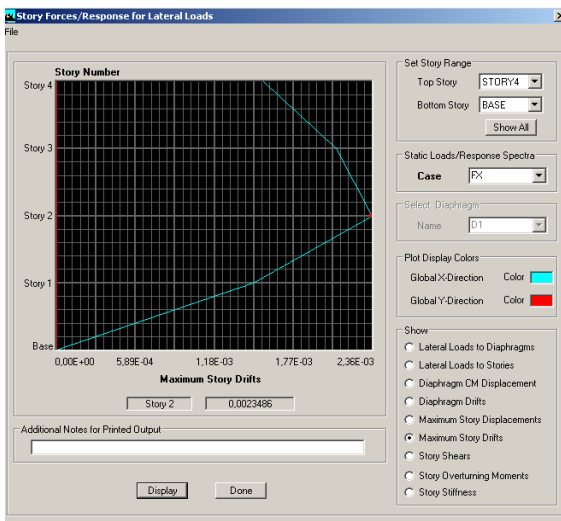 Story Forces/Response for Lateral Loads
File
Story Number
Story 4
Story 3
Story 2
Story 1
Base
0,00E+00 5,89E-04 1,18E-03 1,77E-03 2,36E-03
Maximum Story Drifts
Story 2 0,0023486
Additional Notes for Printed Output
Display Done
Set Story Range
Top Story STORY4
Bottom Story BASE
Show All
Static Loads/Response Spectra
Case FX
Select Diaphragm
Name D1
Plot Display Colors
Global X-Direction Color
Global Y-Direction Color
Show
Lateral Loads to Diaphragms
Lateral Loads to Stories
Diaphragm CM Displacement
Diaphragm Drifts
Maximum Story Displacements
Maximum Story Drifts
Story Shears
Story Overturning Moments
Story Stiffness